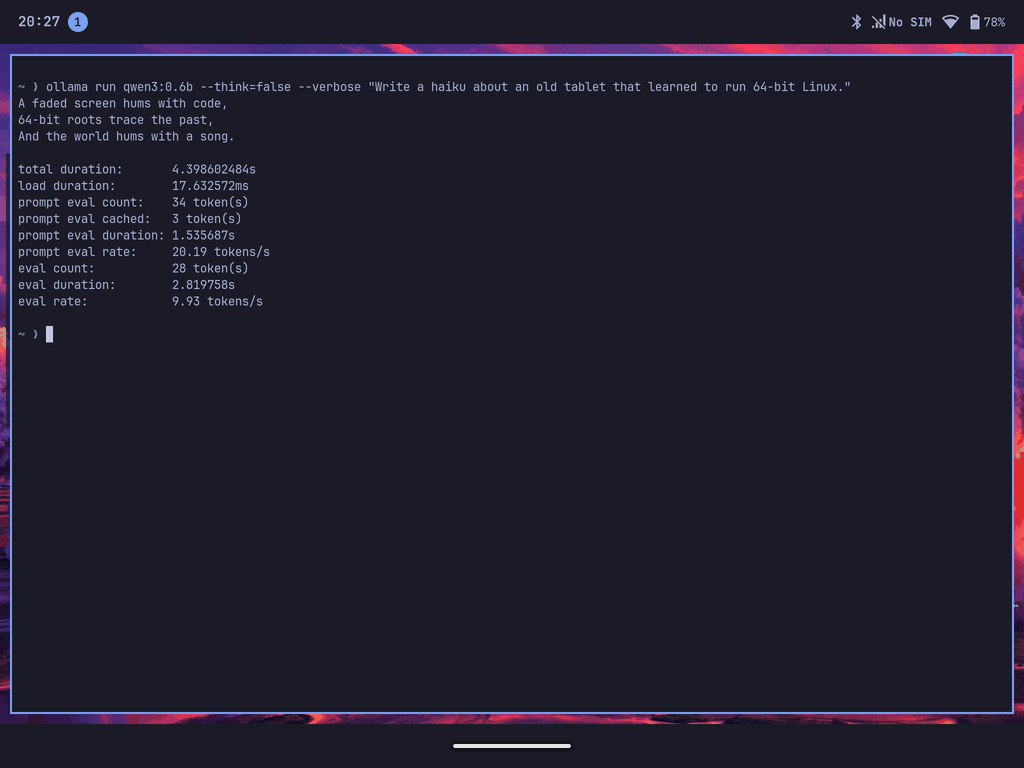 20:27 1 No SIM 78%
~ ❯ ollama run qwen3:0.6b --think=false --verbose "Write a haiku about an old tablet that learned to run 64-bit Linux."
A faded screen hums with code,
64-bit roots trace the past,
And the world hums with a song.
total duration: 4.398602484s
load duration: 17.632572ms
prompt eval count: 34 token(s)
prompt eval cached: 3 token(s)
prompt eval duration: 1.535687s
prompt eval rate: 20.19 tokens/s
eval count: 28 token(s)
eval duration: 2.819758s
eval rate: 9.93 tokens/s
~ ❯